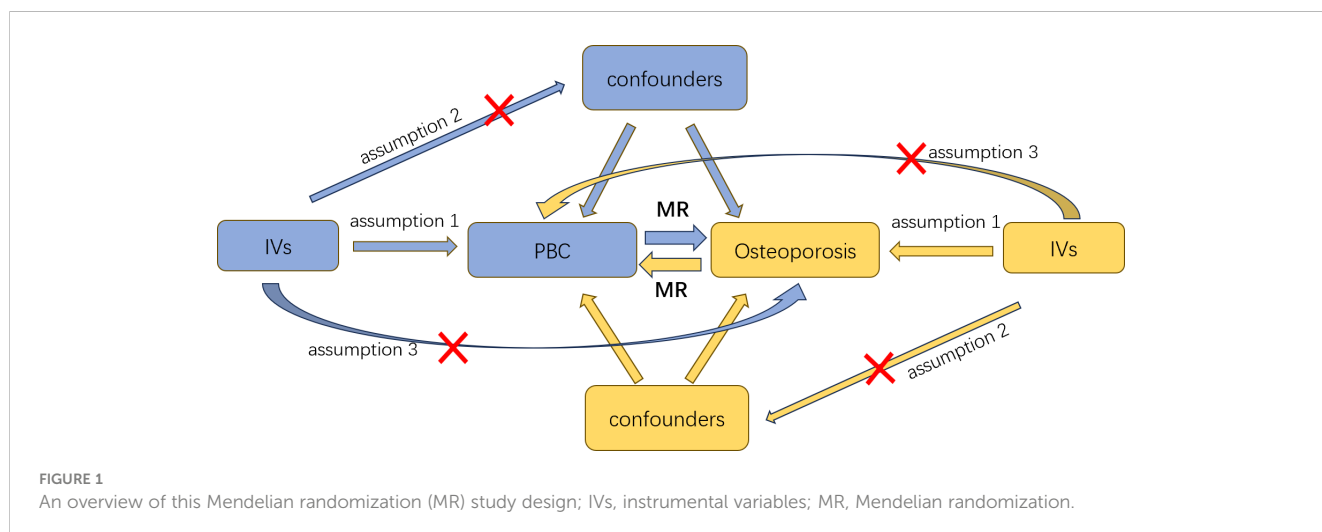 confounders
assumption 2
assumption 3
MR
assumption 1
assumption 1
IVs
PBC
Osteoporosis
IVs
MR
assumption 3
assumption 2
confounders
FIGURE 1
An overview of this Mendelian randomization (MR) study design; IVs, instrumental variables; MR, Mendelian randomization.